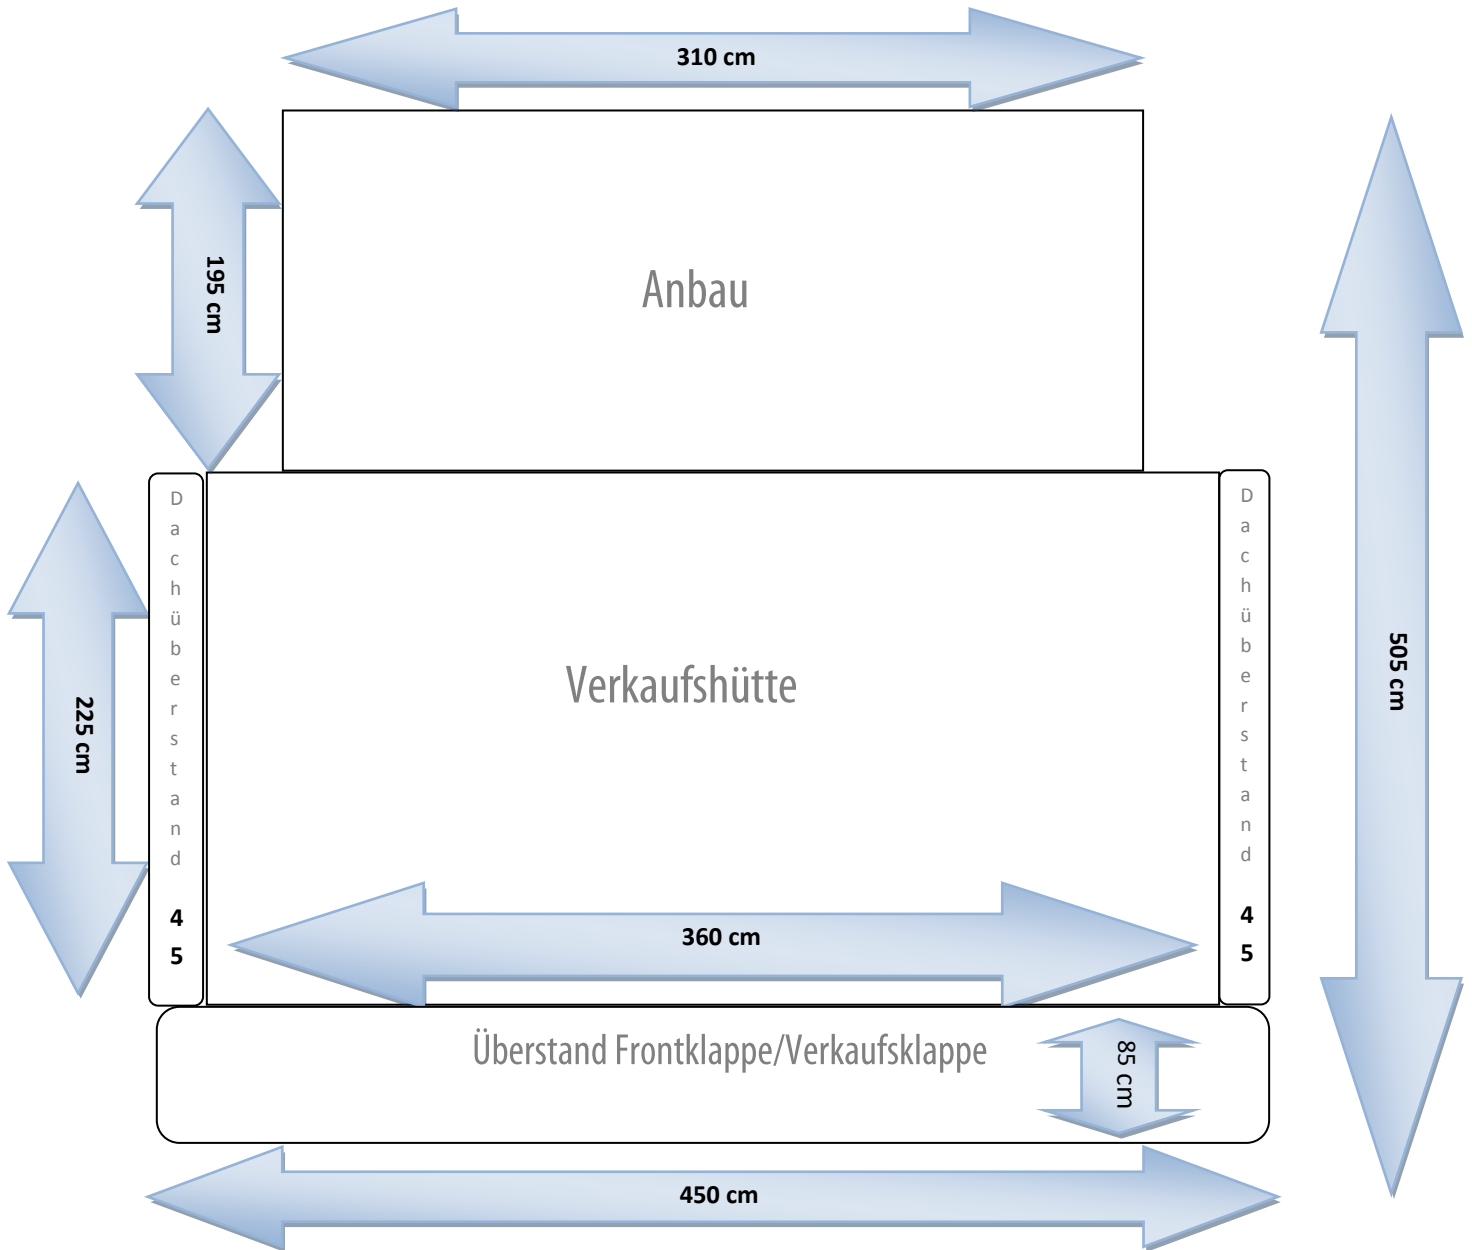 310 cm
195 cm
Anbau
505 cm
225 cm
Dachüberstand
45
Verkaufshütte
360 cm
Dachüberstand
45
Überstand Frontklappe/Verkaufsklappe
85 cm
450 cm